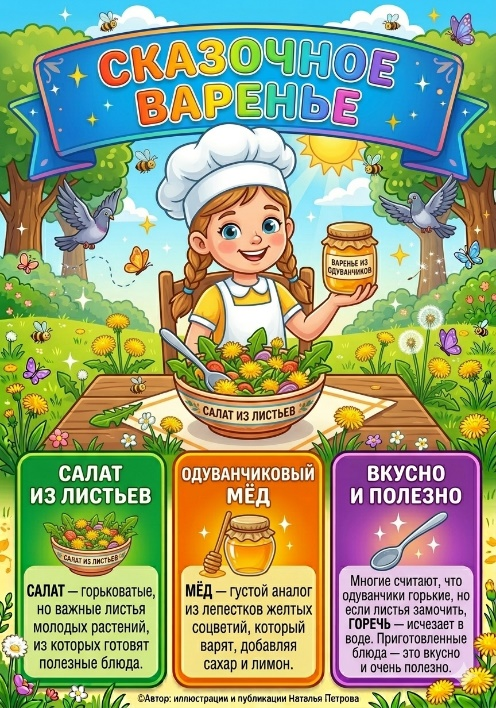 СКАЗОЧНОЕ
ВАРЕНЬЕ
ВАРЕНЬЕ ИЗ
ОДУВАНЧИКОВ
САЛАТ ИЗ ЛИСТЬЕВ
САЛАТ
ИЗ ЛИСТЬЕВ
САЛАТ ИЗ ЛИСТЬЕВ
САЛАТ — горьковатые,
но важные листья
молодых растений,
из которых готовят
полезные блюда.
ОДУВАНЧИКОВЫЙ
МЁД
МЁД — густой аналог
из лепестков желтых
соцветий, который
варят, добавляя
сахар и лимон.
ВКУСНО
И ПОЛЕЗНО
Многие считают, что
одуванчики горькие, но
если листья замочить,
ГОРЕЧЬ — исчезает в
воде. Приготовленные
блюда — это вкусно
и очень полезно.
©Автор: иллюстрации и публикации Наталья Петрова